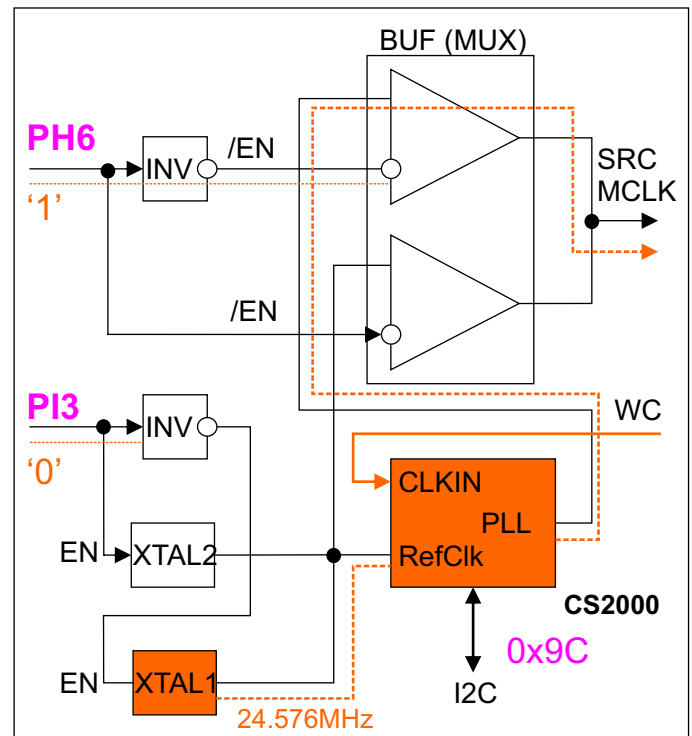 BUF (MUX)
PH6
INV
/EN
‘1’
SRC
MCLK
/EN
PI3
INV
‘0’
WC
CLKIN
PLL
EN
XTAL2
RefClk
CS2000
0x9C
EN
XTAL1
I2C
24.576MHz